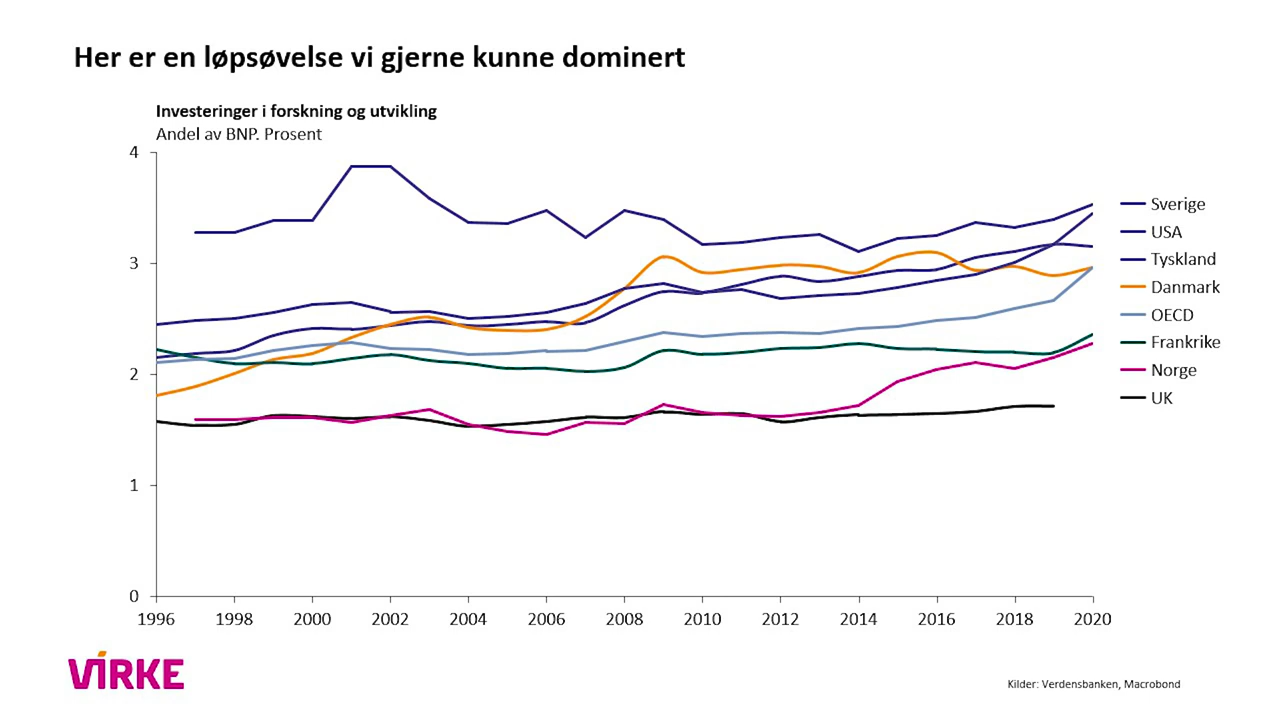 Her er en løpsøvelse vi gjerne kunne dominert
Investeringer i forskning og utvikling
Andel av BNP. Prosent
4
3
2
1
0
1996 1998 2000 2002 2004 2006 2008 2010 2012 2014 2016 2018 2020
Sverige
USA
Tyskland
Danmark
OECD
Frankrike
Norge
UK
VIRKE
Kilder: Verdensbanken, Macrobond